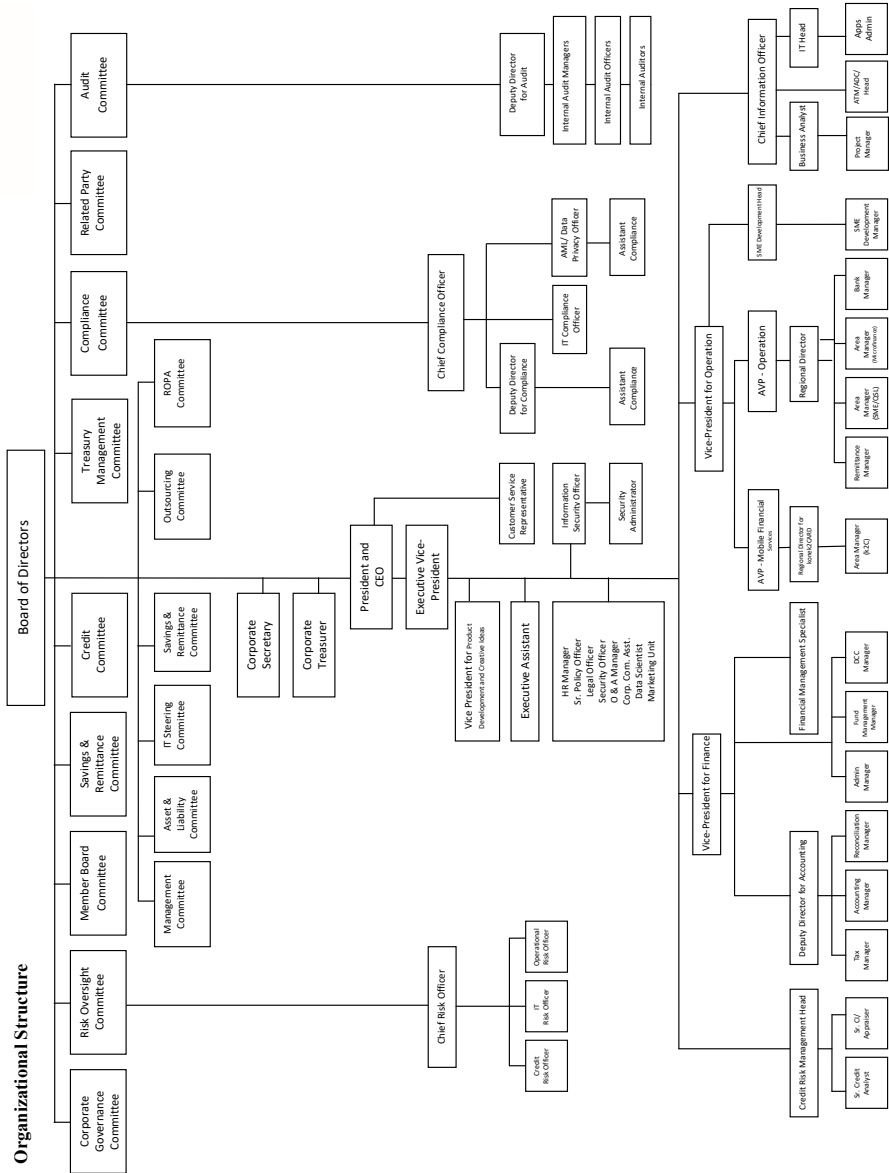 Organizational Structure
Board of Directors
Corporate
Governance
Committee
Risk Oversight
Committee
Member Board
Committee
Savings &
Remittance
Committee
Credit
Committee
Treasury
Management
Committee
Compliance
Committee
Related Party
Committee
Audit
Committee
Management
Committee
Asset &
Liability
Committee
IT Steering
Committee
Savings &
Remittance
Committee
Outsourcing
Committee
ROPA
Committee
Corporate
Secretary
Corporate
Treasurer
President and
CEO
Executive Vice-
President
Customer Service
Representative
Vice President for Product
Development and Creative Ideas
Executive Assistant
HR Manager
Sr. Policy Officer
Legal Officer
Security Officer
O & A Manager
Corp. Com. Asst.
Data Scientist
Marketing Unit
Information
Security Officer
Security
Administrator
Chief Risk Officer
Credit
Risk Officer
IT
Risk Officer
Operational
Risk Officer
Chief Compliance Officer
Deputy Director
for Compliance
IT Compliance
Officer
AML/ Data
Privacy Officer
Assistant
Compliance
Assistant
Compliance
Deputy Director
for Audit
Internal Audit Managers
Internal Audit Officers
Internal Auditors
Credit Risk Management Head
Sr. Credit
Analyst
Sr. CI/
Appraiser
Vice-President for Finance
Deputy Director for Accounting
Tax
Manager
Accounting
Manager
Reconciliation
Manager
Financial Management Specialist
Admin
Manager
Fund
Management
Manager
DCC
Manager
Vice-President for Operation
AVP - Mobile Financial
Services
Regional Director for
konek2CARD
Area Manager
(k2C)
AVP - Operation
Regional Director
Remittance
Manager
Area
Manager
(SME/QSL)
Area
Manager
(Microfinance)
Bank
Manager
SME Development Head
SME
Development
Manager
Chief Information Officer
Business Analyst
Project
Manager
ATM/ADC/
Head
IT Head
Apps
Admin